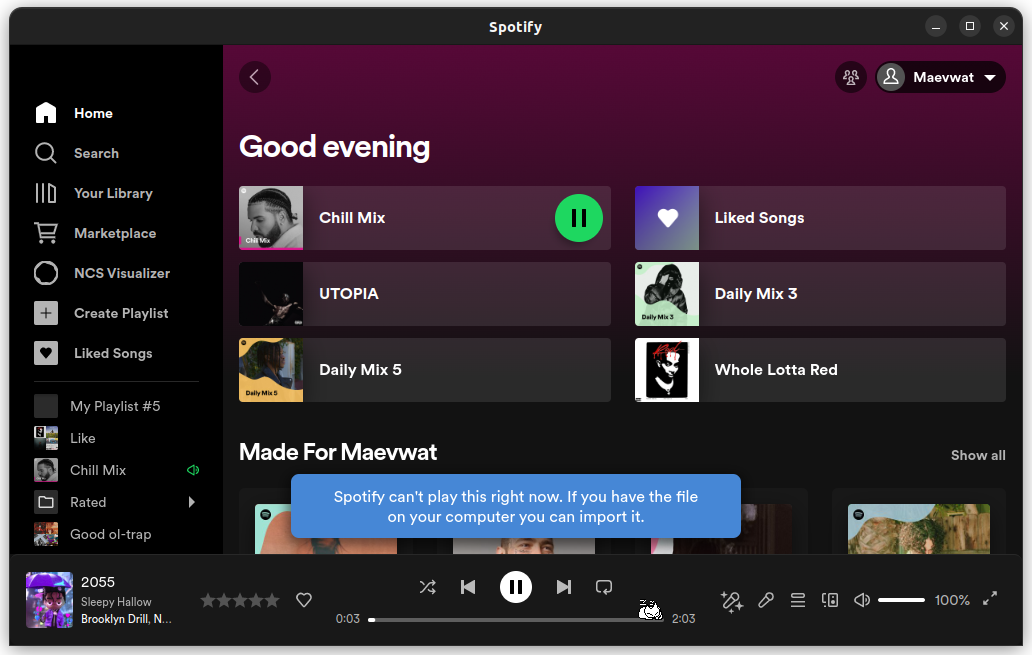 Spotify
Maevwat
Home
Search
Your Library
Marketplace
NCS Visualizer
Create Playlist
Liked Songs
My Playlist #5
Like
Chill Mix
Rated
Good ol-trap
Good evening
Chill Mix
Chill Mix
Liked Songs
UTOPIA
Daily Mix 3
Daily Mix 3
Daily Mix 5
Daily Mix 5
Whole Lotta Red
Made For Maevwat
Show all
Spotify can't play this right now. If you have the file
on your computer you can import it.
2055
Sleepy Hallow
Brooklyn Drill, N...
0:03
2:03
100%